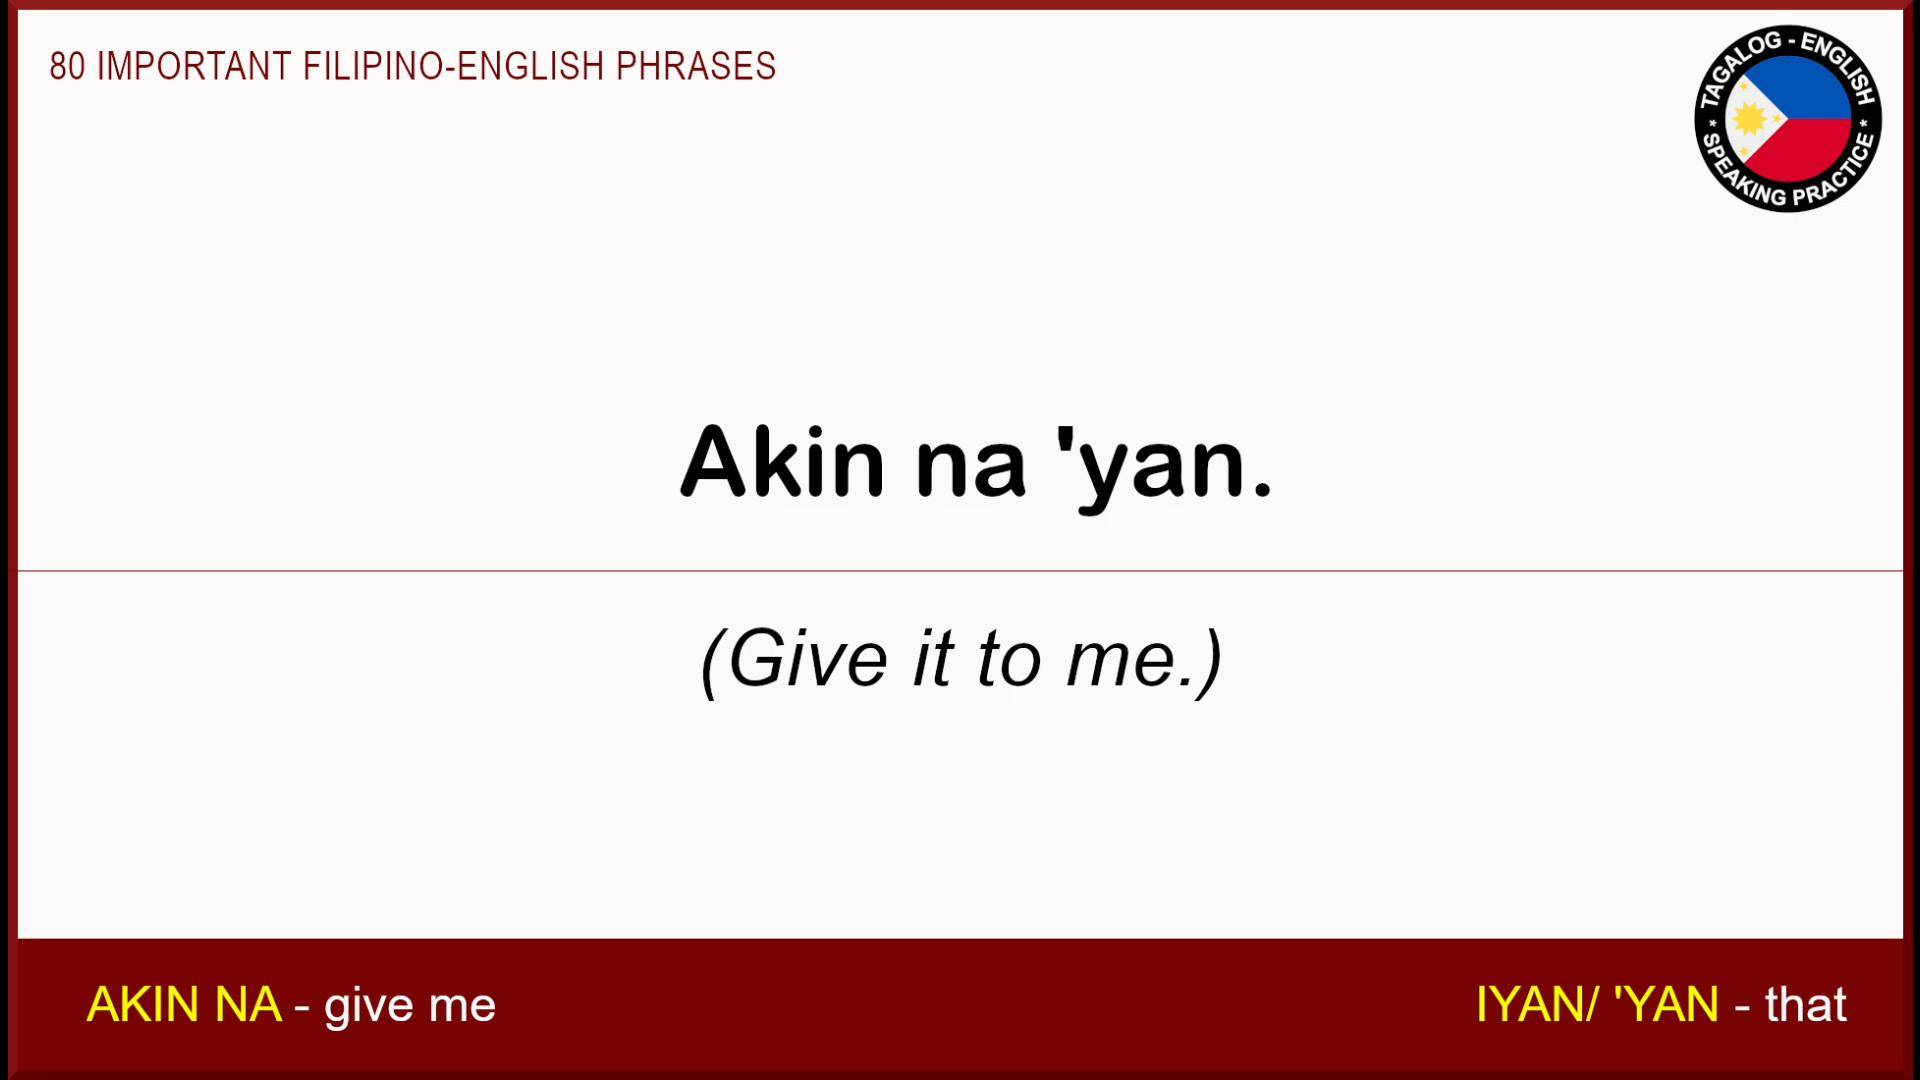 80 IMPORTANT FILIPINO-ENGLISH PHRASES
TAGALOG - ENGLISH
* SPEAKING PRACTICE *
Akin na 'yan.
(Give it to me.)
AKIN NA - give me
IYAN/ 'YAN - that